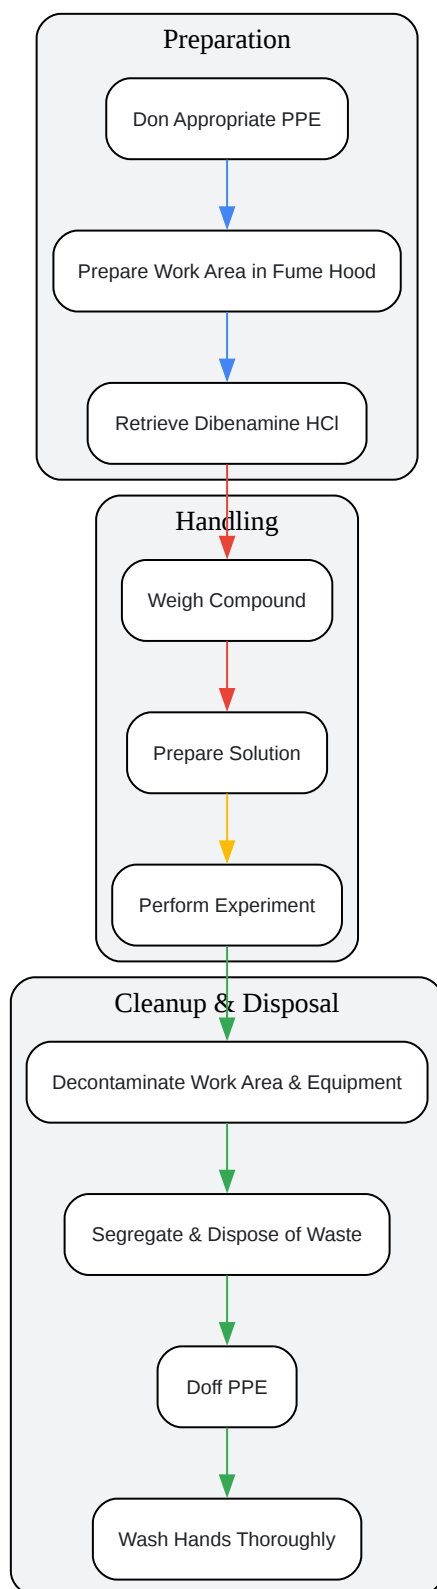 Preparation
Don Appropriate PPE
Prepare Work Area in Fume Hood
Retrieve Dibenamine HCl
Handling
Weigh Compound
Prepare Solution
Perform Experiment
Cleanup & Disposal
Decontaminate Work Area & Equipment
Segregate & Dispose of Waste
Doff PPE
Wash Hands Thoroughly